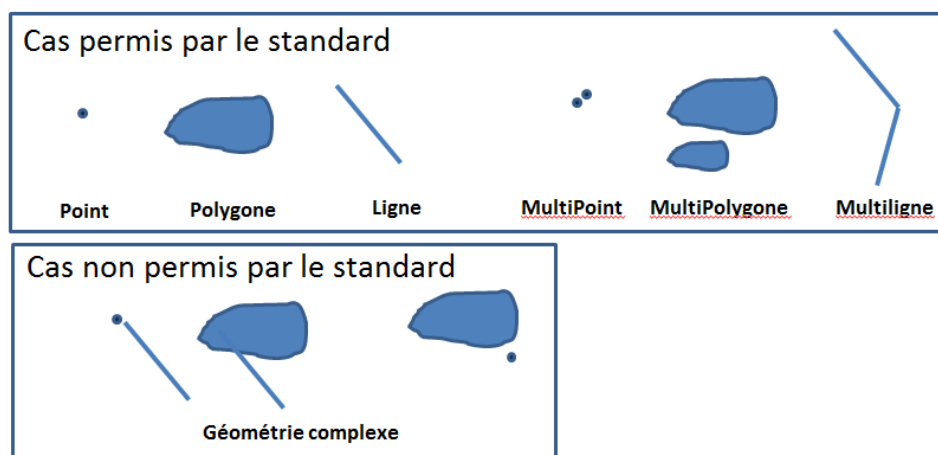 Cas permis par le standard
Point
Polygone
Ligne
MultiPoint
MultiPolygone
Multiligne
Cas non permis par le standard
Géométrie complexe